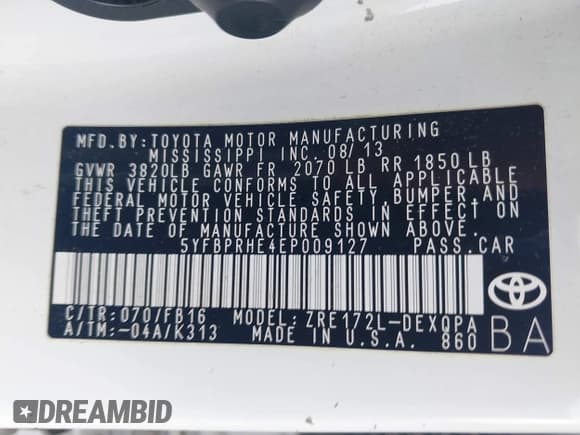 MFD.BY:TOYOTA MOTOR MANUFACTURING
MISSISSIPPI INC. 08/13
GVWR 3820LB GAWR FR 2070 LB RR 1850 LB
THIS VEHICLE CONFORMS TO ALL APPLICABLE
FEDERAL MOTOR VEHICLE SAFETY,BUMPER,AND
THEFT PREVENTION STANDARDS IN EFFECT ON
THE DATE OF MANUFACTURE SHOWN ABOVE.
5YFBPRHE4EP009127 PASS.CAR
C/TR:070/FB16 MODEL:ZRE172L-DEXQPA
A/TM:-04A/K313 MADE IN U.S.A. 860
BA
DREAMBID